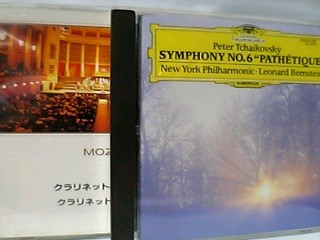 MOZ
クラリネット
クラリネット
Peter Tchaikovsky
SYMPHONY NO.6 "PATHÉTIQUE
New York Philharmonic · Leonard Bernstein